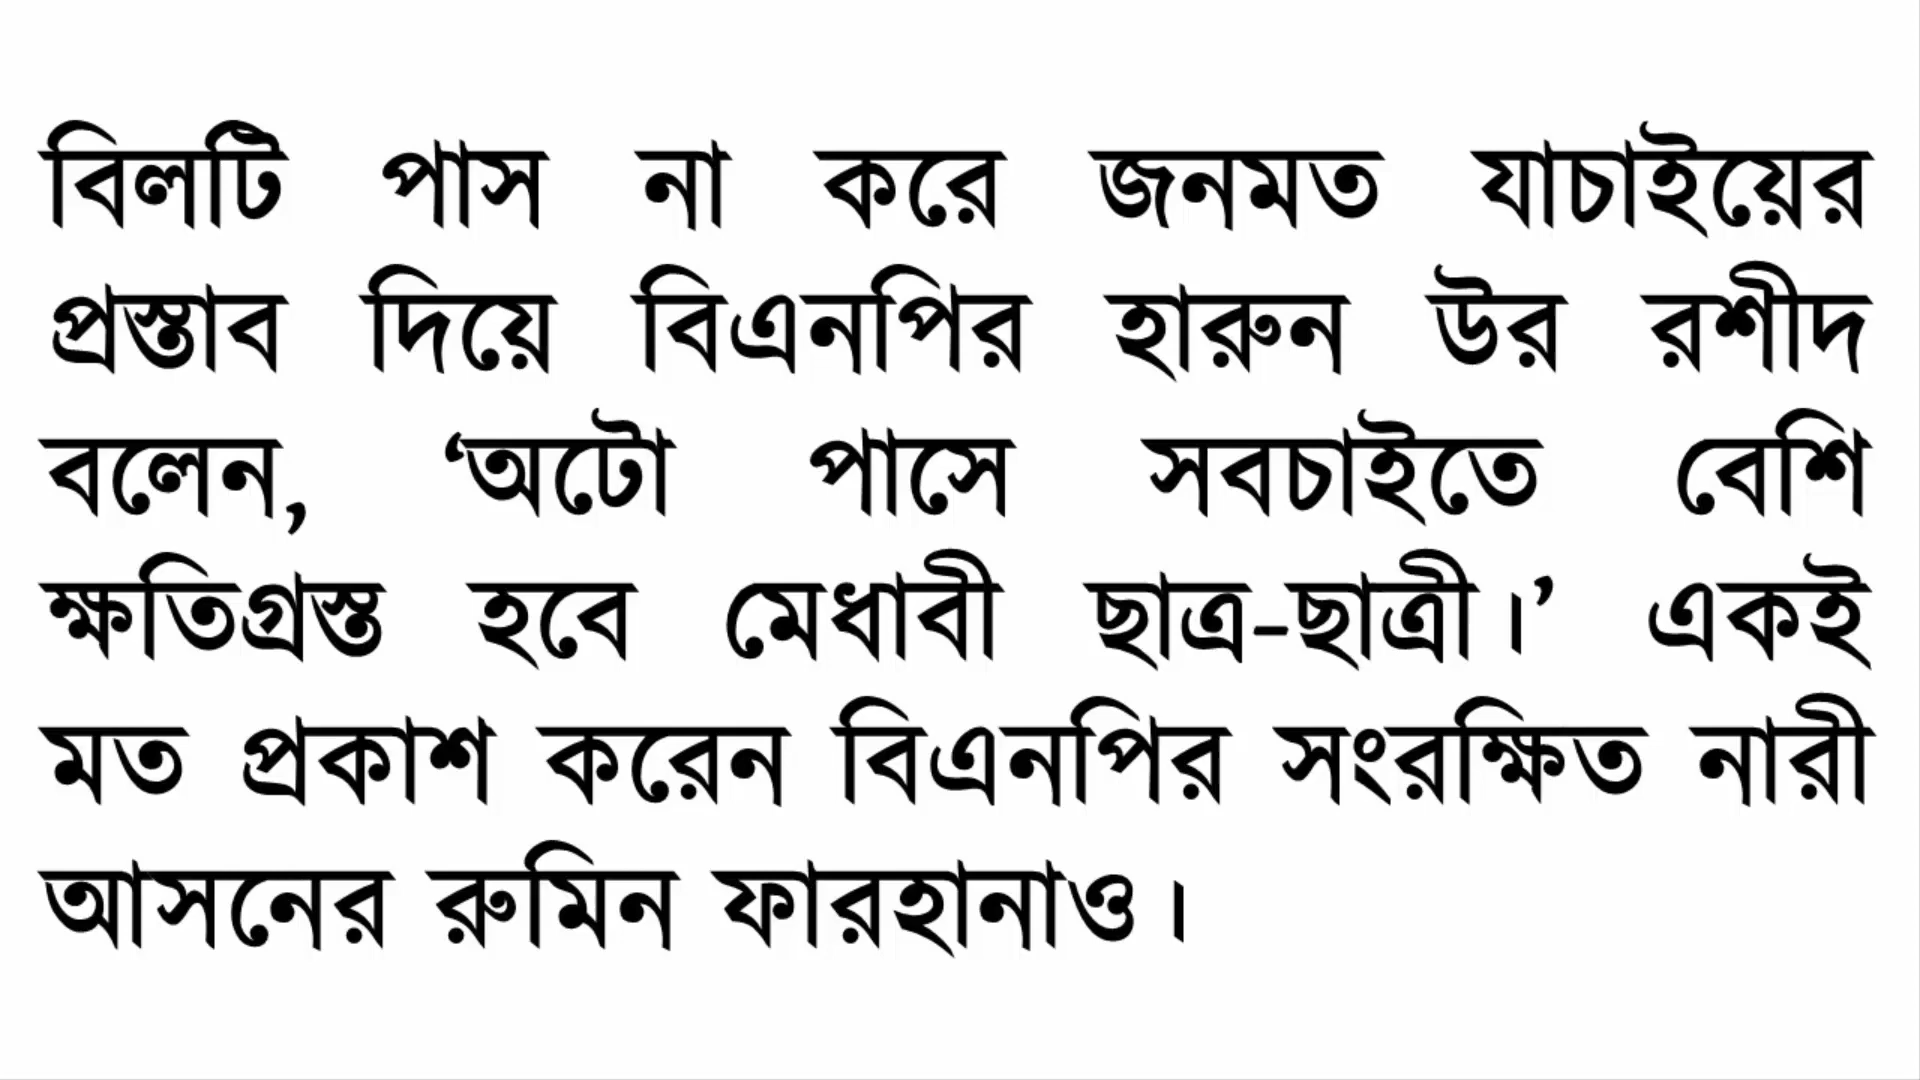 বিলটি পাস না করে জনমত যাচাইয়ের
প্রস্তাব দিয়ে বিএনপির হারুন উর রশীদ
বলেন, ‘অটো পাসে সবচাইতে বেশি
ক্ষতিগ্রস্ত হবে মেধাবী ছাত্র-ছাত্রী।’ একই
মত প্রকাশ করেন বিএনপির সংরক্ষিত নারী
আসনের রুমিন ফারহানাও।